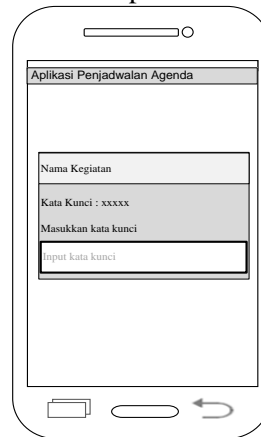 Aplikasi Penjadwalan Agenda
Nama Kegiatan
Kata Kunci : xxxxx
Masukkan kata kunci
Input kata kunci